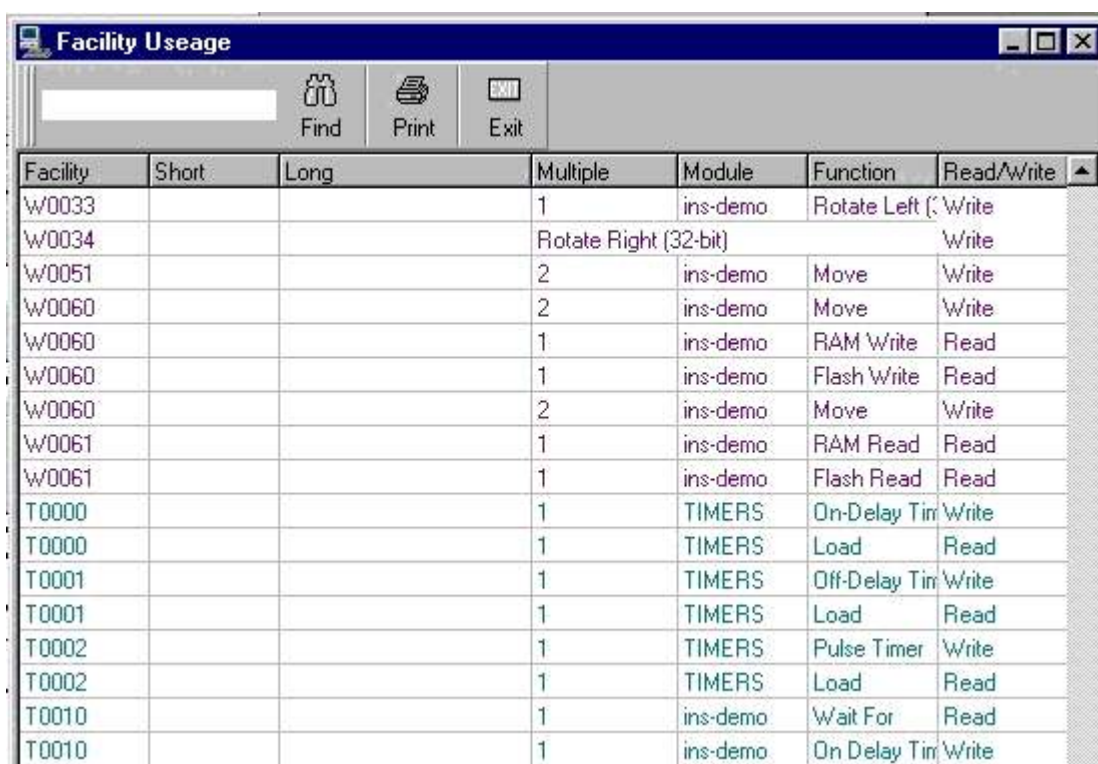 Facility Useage
Find Print Exit
Facility Short Long Multiple Module Function Read/Write
W0033 1 ins-demo Rotate Left (3 Write
W0034 Rotate Right (32-bit) Write
W0051 2 ins-demo Move Write
W0060 2 ins-demo Move Write
W0060 1 ins-demo RAM Write Read
W0060 1 ins-demo Flash Write Read
W0060 2 ins-demo Move Write
W0061 1 ins-demo RAM Read Read
W0061 1 ins-demo Flash Read Read
T0000 1 TIMERS On-Delay Tim Write
T0000 1 TIMERS Load Read
T0001 1 TIMERS Off-Delay Tim Write
T0001 1 TIMERS Load Read
T0002 1 TIMERS Pulse Timer Write
T0002 1 TIMERS Load Read
T0010 1 ins-demo Wait For Read
T0010 1 ins-demo On Delay Tim Write